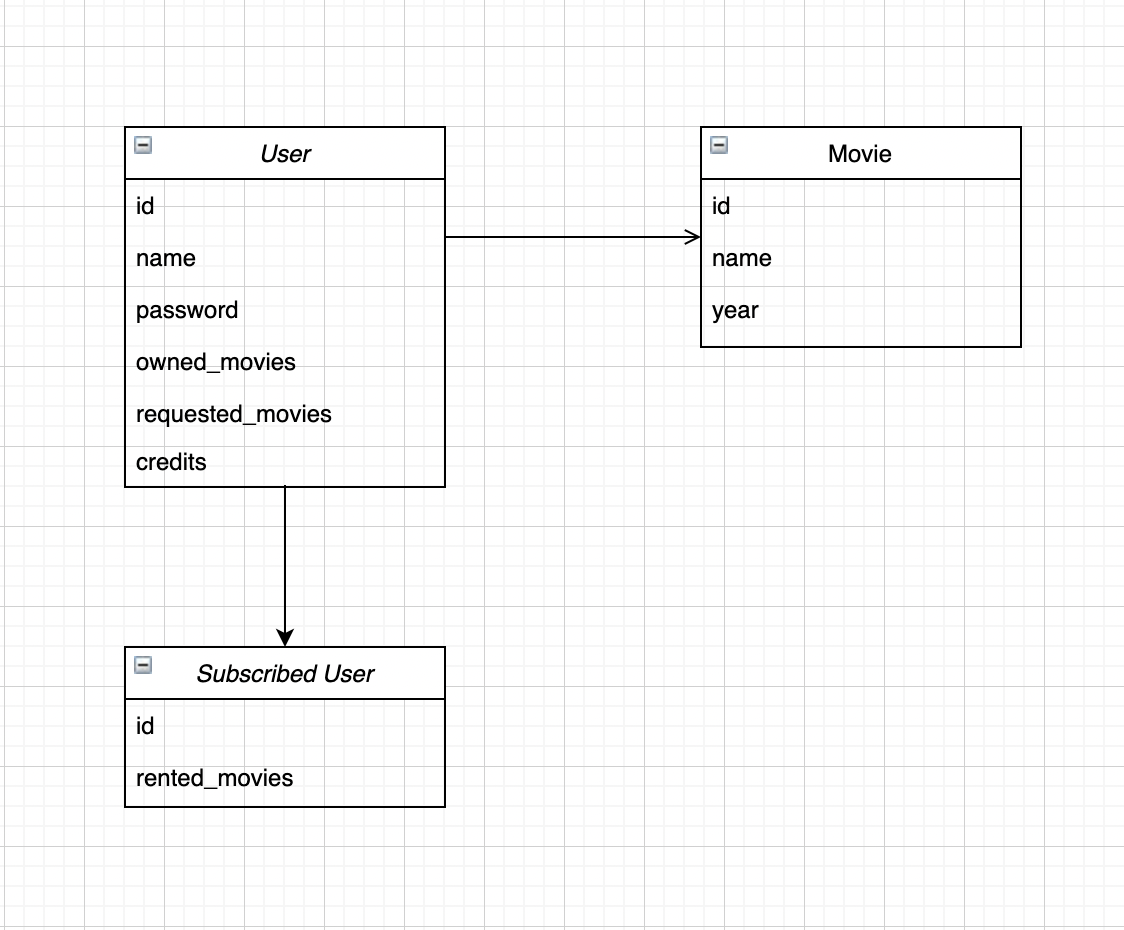 User
id
name
password
owned_movies
requested_movies
credits
Movie
id
name
year
Subscribed User
id
rented_movies